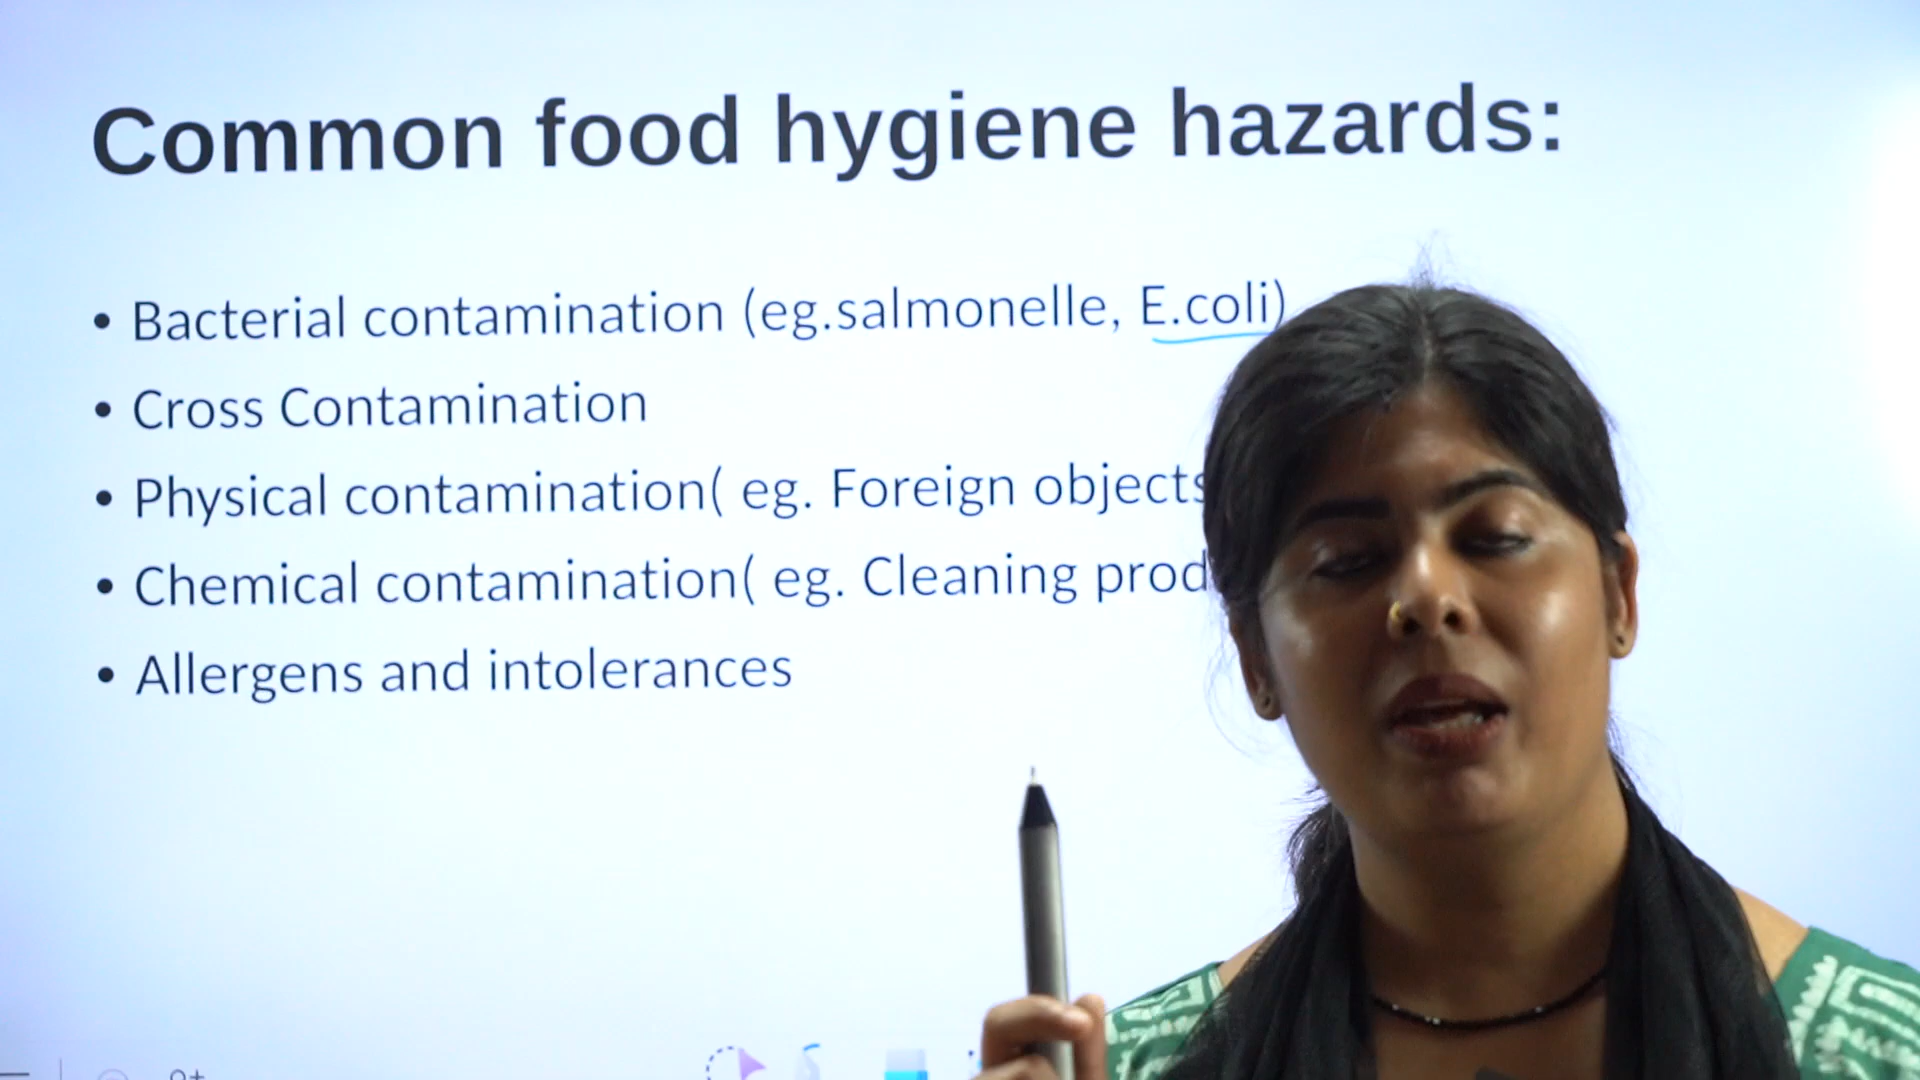 Common food hygiene hazards:
• Bacterial contamination (eg.salmonelle, E.coli)
• Cross Contamination
• Physical contamination( eg. Foreign objects
• Chemical contamination( eg. Cleaning
• Allergens and intolerances